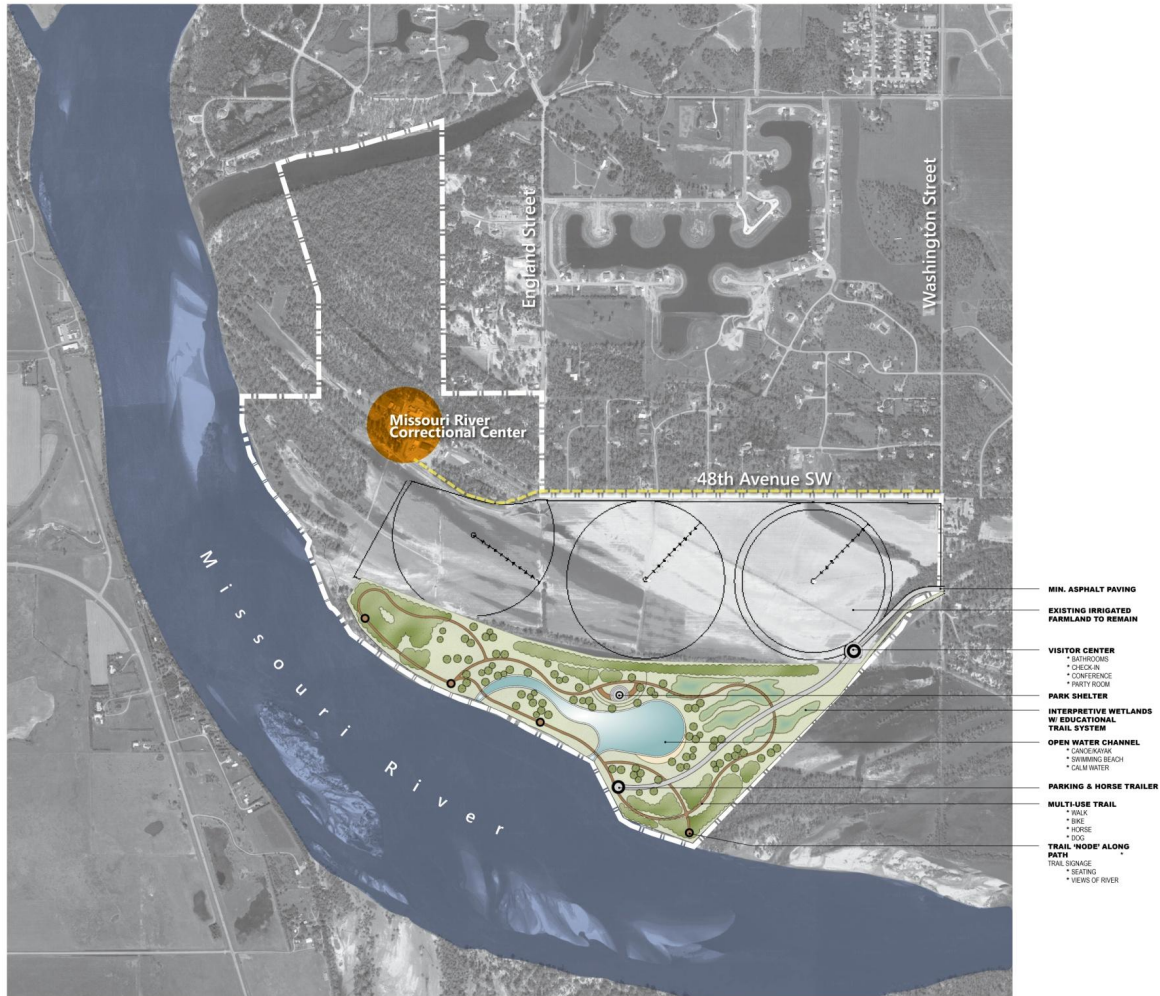 England Street
Washington Street
Missouri River
Correctional Center
48th Avenue SW
Missouri River
MIN. ASPHALT PAVING
EXISTING IRRIGATED
FARMLAND TO REMAIN
VISITOR CENTER
* BATHROOMS
* CHECK-IN
* CONFERENCE
* PARTY ROOM
PARK SHELTER
INTERPRETIVE WETLANDS
W/ EDUCATIONAL
TRAIL SYSTEM
OPEN WATER CHANNEL
* CANOE/KAYAK
* SWIMMING BEACH
* CALM WATER
PARKING & HORSE TRAILER
MULTI-USE TRAIL
* WALK
* BIKE
* HORSE
* DOG
TRAIL 'NODE' ALONG
PATH *
TRAIL SIGNAGE
* SEATING
* VIEWS OF RIVER